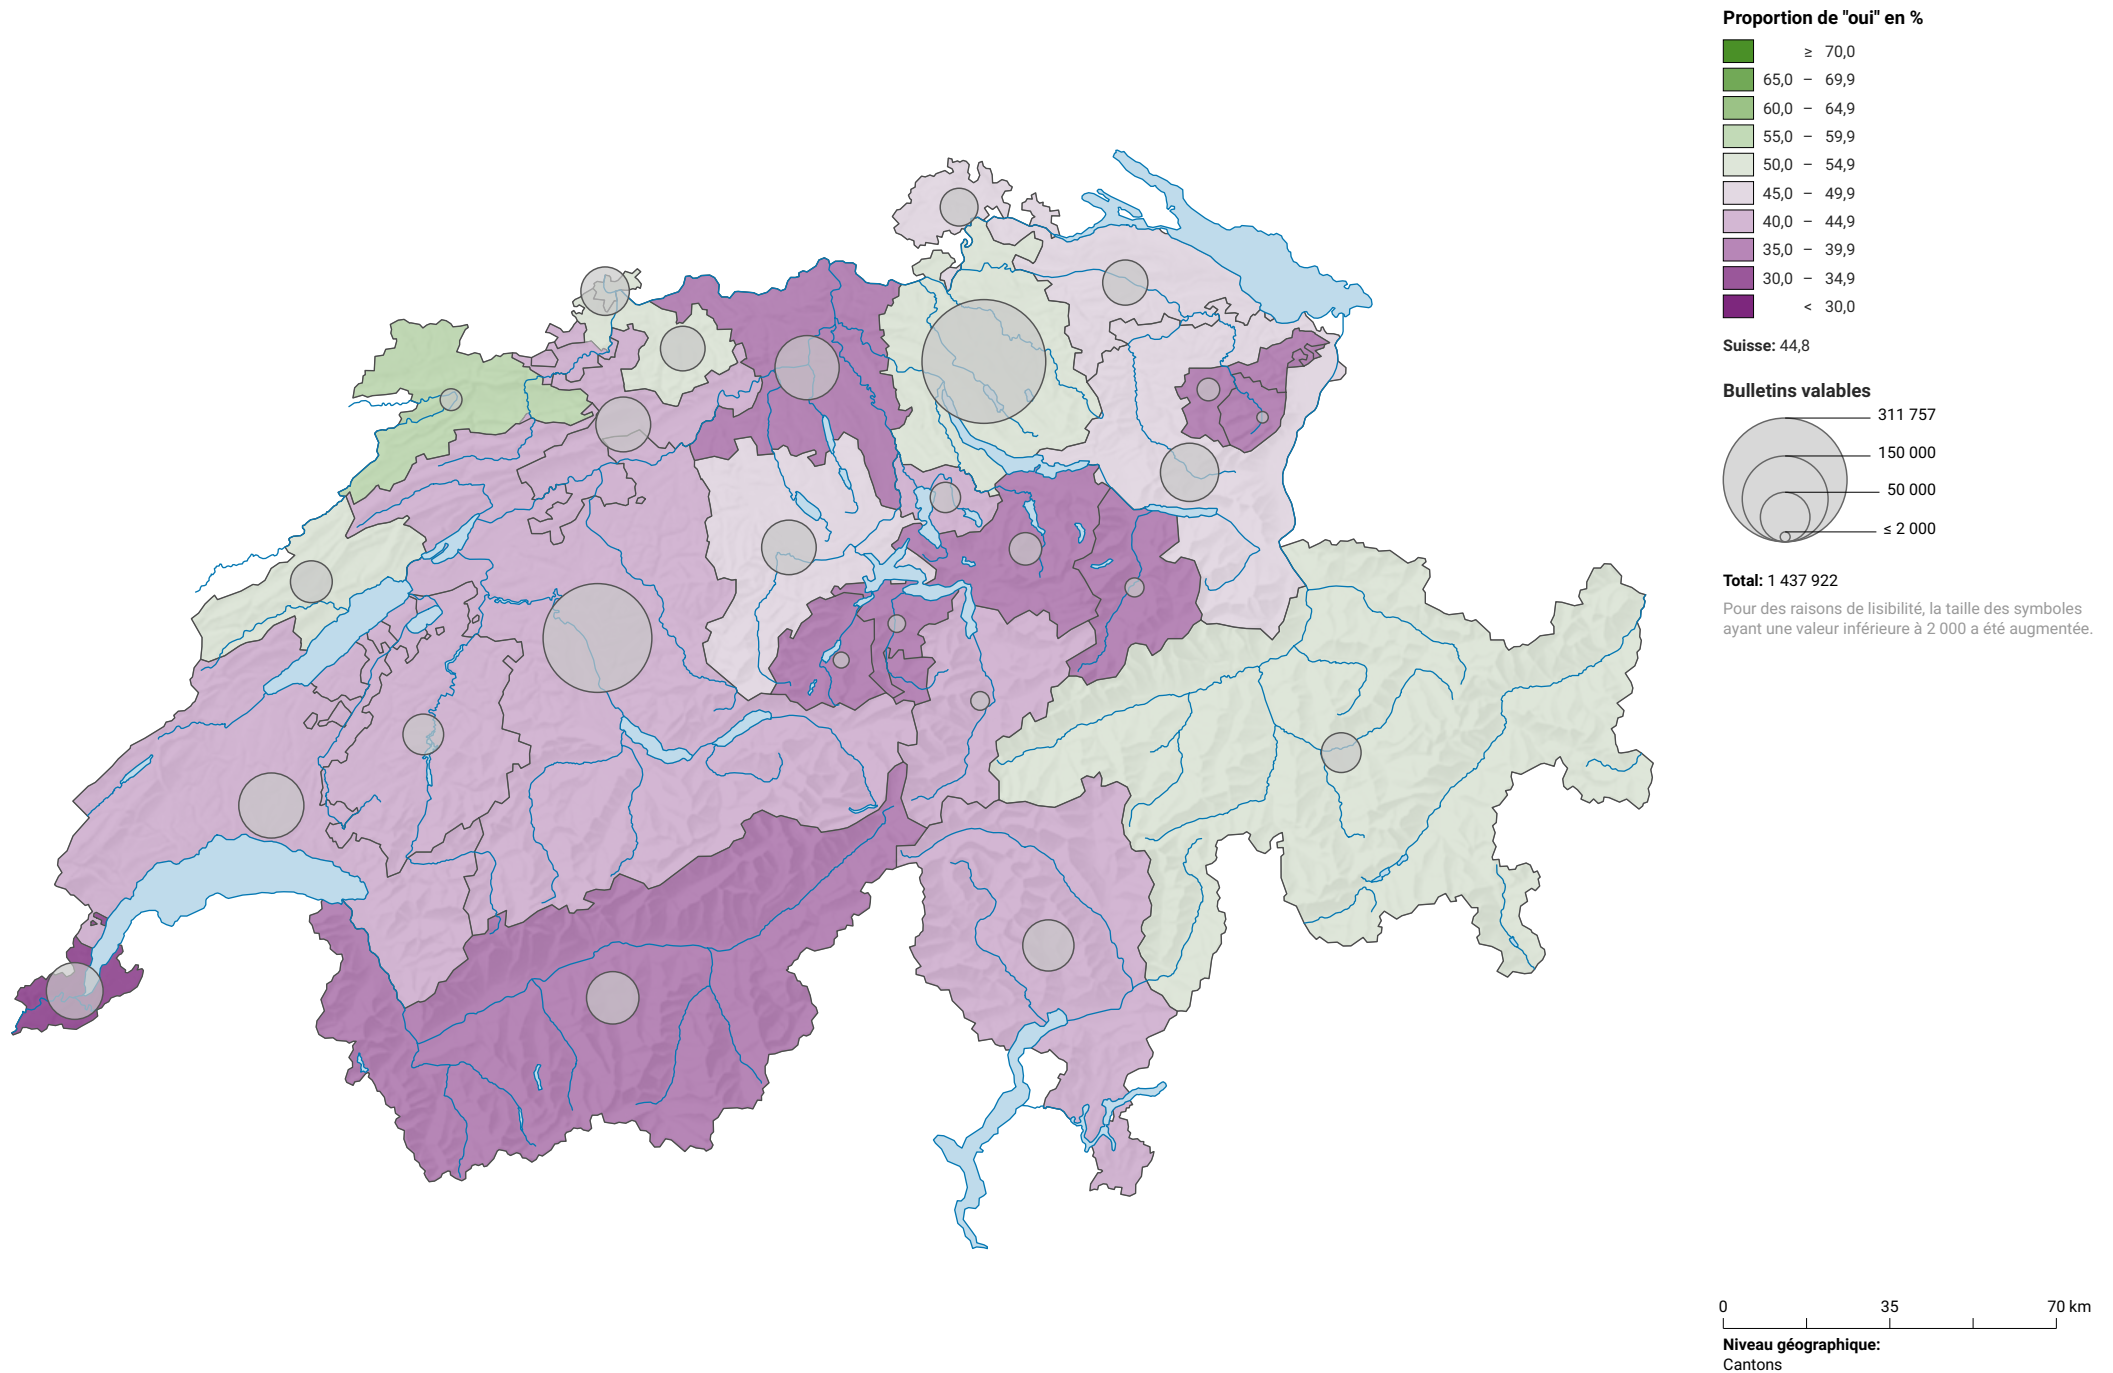 Proportion de "oui" en %
≥ 70,0
65,0 – 69,9
60,0 – 64,9
55,0 – 59,9
50,0 – 54,9
45,0 – 49,9
40,0 – 44,9
35,0 – 39,9
30,0 – 34,9
< 30,0
Suisse: 44,8
Bulletins valables
311 757
150 000
50 000
≤ 2 000
Total: 1 437 922
Pour des raisons de lisibilité, la taille des symboles
ayant une valeur inférieure à 2 000 a été augmentée.
0 35 70 km
Niveau géographique:
Cantons